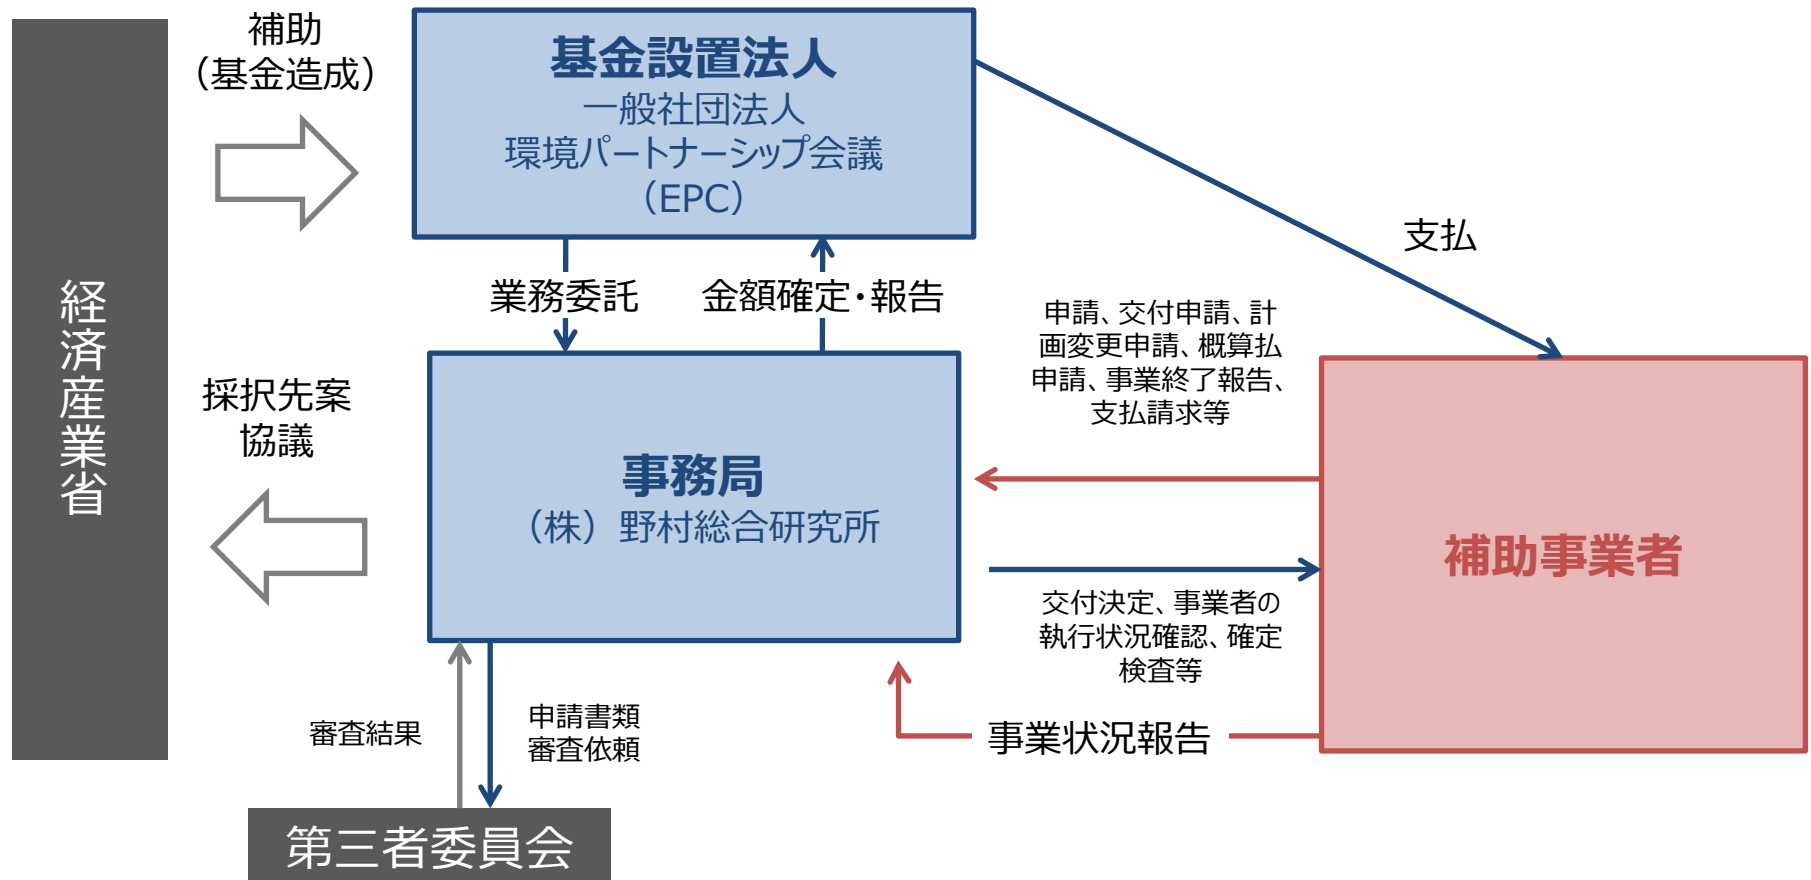 経済産業省
補助
（基金造成）
基金設置法人
一般社団法人
環境パートナーシップ会議
（EPC）
支払
業務委託
金額確定・報告
申請、交付申請、計
画変更申請、概算払
申請、事業終了報告、
支払請求等
採択先案
協議
事務局
（株）野村総合研究所
補助事業者
交付決定、事業者の
執行状況確認、確定
検査等
審査結果
申請書類
審査依頼
事業状況報告
第三者委員会